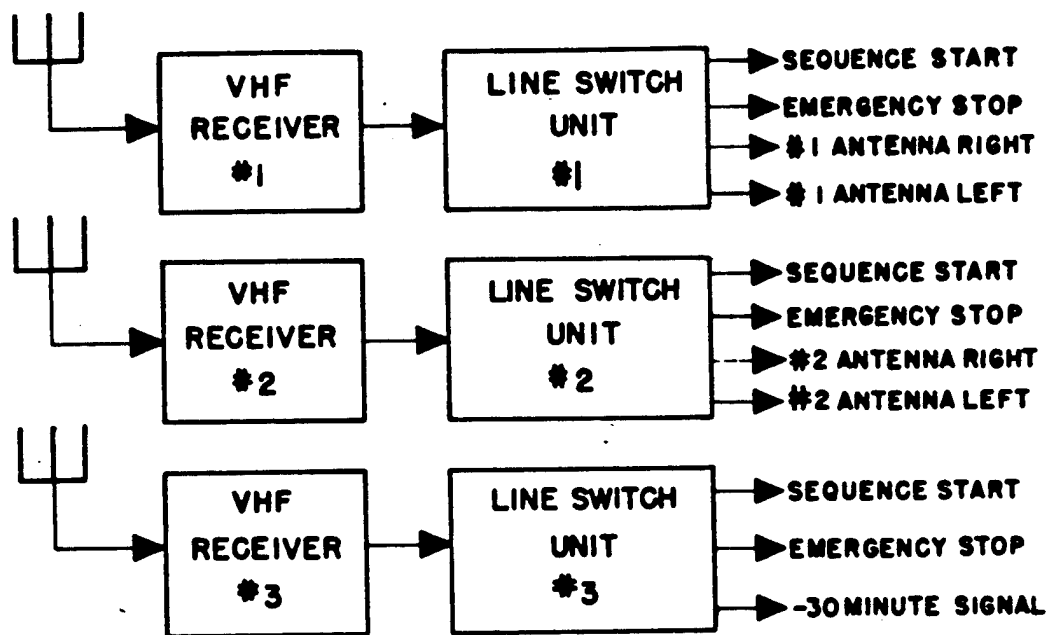 VHF
RECEIVER
#1
LINE SWITCH
UNIT
#1
SEQUENCE START
EMERGENCY STOP
#1 ANTENNA RIGHT
#1 ANTENNA LEFT
VHF
RECEIVER
#2
LINE SWITCH
UNIT
#2
SEQUENCE START
EMERGENCY STOP
#2 ANTENNA RIGHT
#2 ANTENNA LEFT
VHF
RECEIVER
#3
LINE SWITCH
UNIT
#3
SEQUENCE START
EMERGENCY STOP
-30 MINUTE SIGNAL